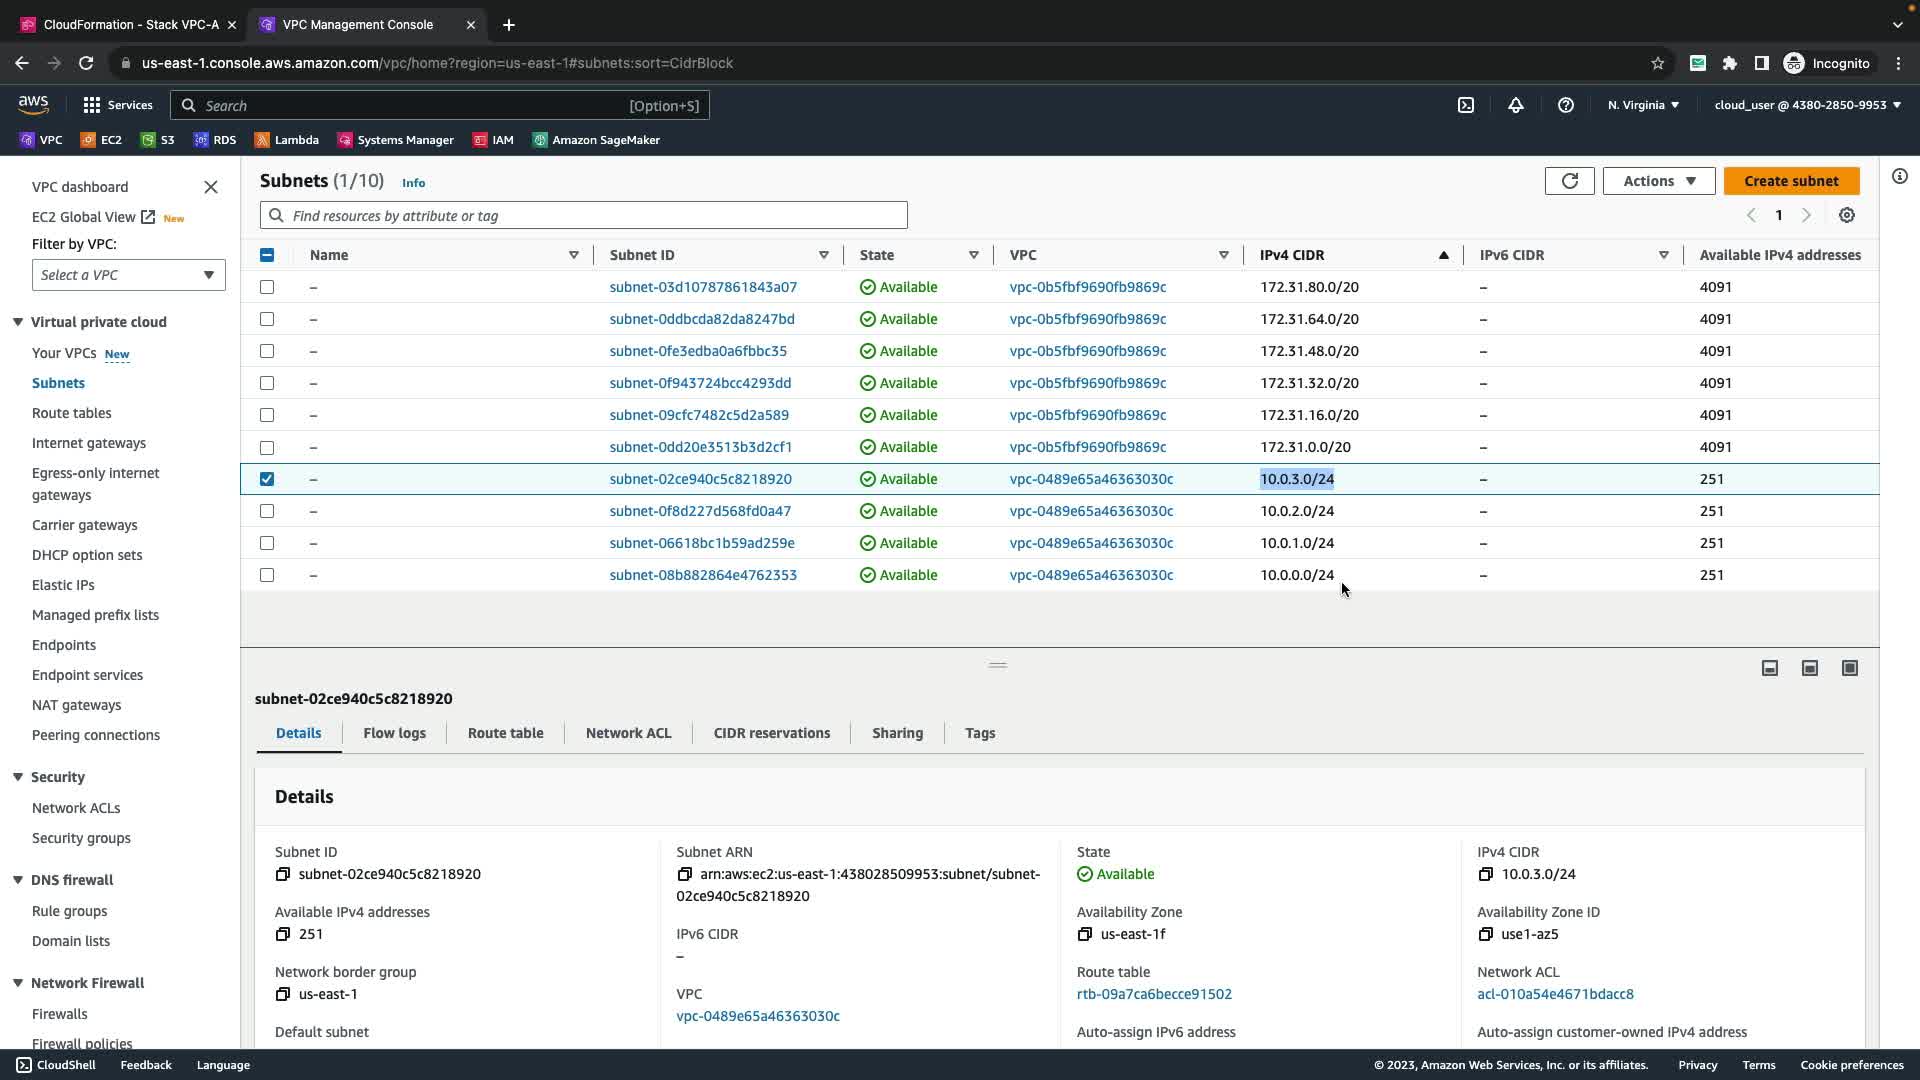 CloudFormation - Stack VPC-A
VPC Management Console
us-east-1.console.aws.amazon.com/vpc/home?region=us-east-1#subnets:sort=CidrBlock
Incognito
aws
Services
Search
[Option+S]
N. Virginia
cloud_user @ 4380-2850-9953
VPC
EC2
S3
RDS
Lambda
Systems Manager
IAM
Amazon SageMaker
VPC dashboard
EC2 Global View
New
Filter by VPC:
Select a VPC
Virtual private cloud
Your VPCs New
Subnets
Route tables
Internet gateways
Egress-only internet
gateways
Carrier gateways
DHCP option sets
Elastic IPs
Managed prefix lists
Endpoints
Endpoint services
NAT gateways
Peering connections
Security
Network ACLs
Security groups
DNS firewall
Rule groups
Domain lists
Network Firewall
Firewalls
Firewall policies
Subnets (1/10) Info
Actions
Create subnet
Find resources by attribute or tag
1
Name Subnet ID State VPC IPv4 CIDR IPv6 CIDR Available IPv4 addresses
– subnet-03d10787861843a07 Available vpc-0b5fbf9690fb9869c 172.31.80.0/20 – 4091
– subnet-0ddbcda82da8247bd Available vpc-0b5fbf9690fb9869c 172.31.64.0/20 – 4091
– subnet-0fe3edba0a6fbbc35 Available vpc-0b5fbf9690fb9869c 172.31.48.0/20 – 4091
– subnet-0f943724bcc4293dd Available vpc-0b5fbf9690fb9869c 172.31.32.0/20 – 4091
– subnet-09cfc7482c5d2a589 Available vpc-0b5fbf9690fb9869c 172.31.16.0/20 – 4091
– subnet-0dd20e3513b3d2cf1 Available vpc-0b5fbf9690fb9869c 172.31.0.0/20 – 4091
– subnet-02ce940c5c8218920 Available vpc-0489e65a46363030c 10.0.3.0/24 – 251
– subnet-0f8d227d568fd0a47 Available vpc-0489e65a46363030c 10.0.2.0/24 – 251
– subnet-06618bc1b59ad259e Available vpc-0489e65a46363030c 10.0.1.0/24 – 251
– subnet-08b882864e4762353 Available vpc-0489e65a46363030c 10.0.0.0/24 – 251
subnet-02ce940c5c8218920
Details
Flow logs
Route table
Network ACL
CIDR reservations
Sharing
Tags
Details
Subnet ID
subnet-02ce940c5c8218920
Available IPv4 addresses
251
Network border group
us-east-1
Default subnet
Subnet ARN
arn:aws:ec2:us-east-1:438028509953:subnet/subnet-
02ce940c5c8218920
IPv6 CIDR
–
VPC
vpc-0489e65a46363030c
State
Available
Availability Zone
us-east-1f
Route table
rtb-09a7ca6becce91502
Auto-assign IPv6 address
IPv4 CIDR
10.0.3.0/24
Availability Zone ID
use1-az5
Network ACL
acl-010a54e4671bdacc8
Auto-assign customer-owned IPv4 address
CloudShell
Feedback
Language
© 2023, Amazon Web Services, Inc. or its affiliates.
Privacy
Terms
Cookie preferences